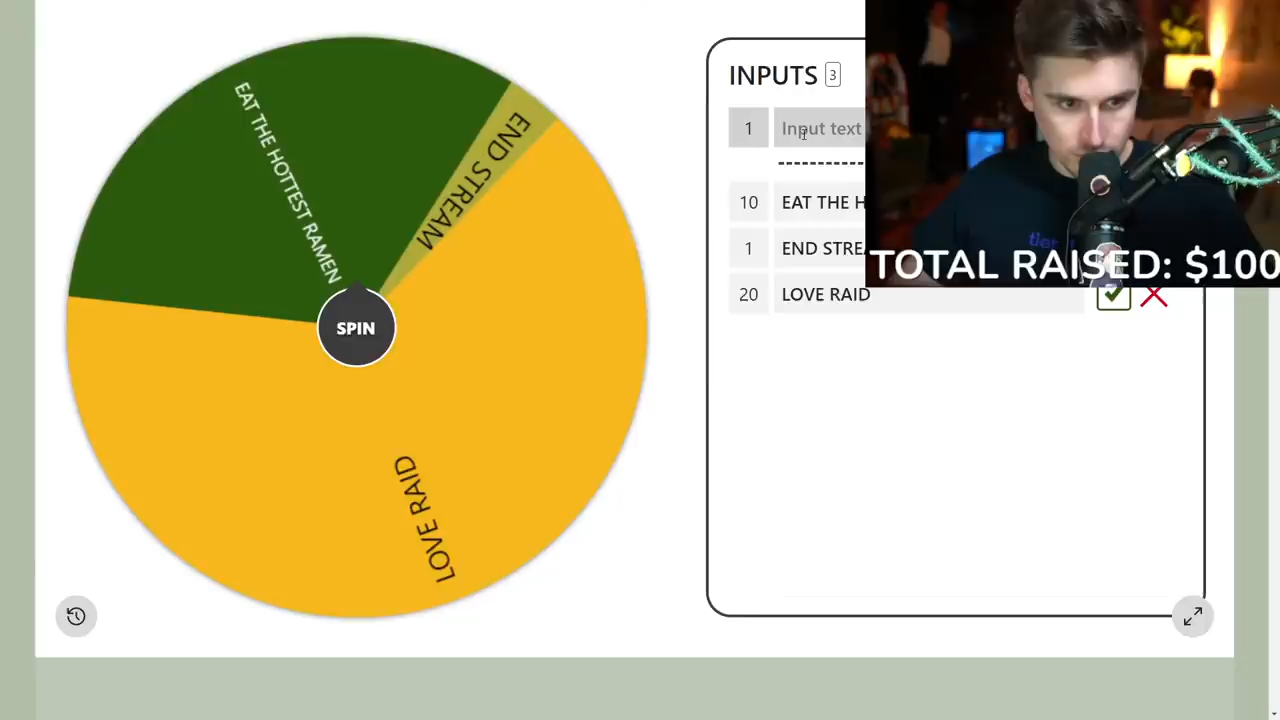 EAT THE HOTTEST RAMEN
END STREAM
LOVE RAID
SPIN
INPUTS 3
1 Input text
10 EAT THE H
1 END STREA
20 LOVE RAID
TOTAL RAISED: $100